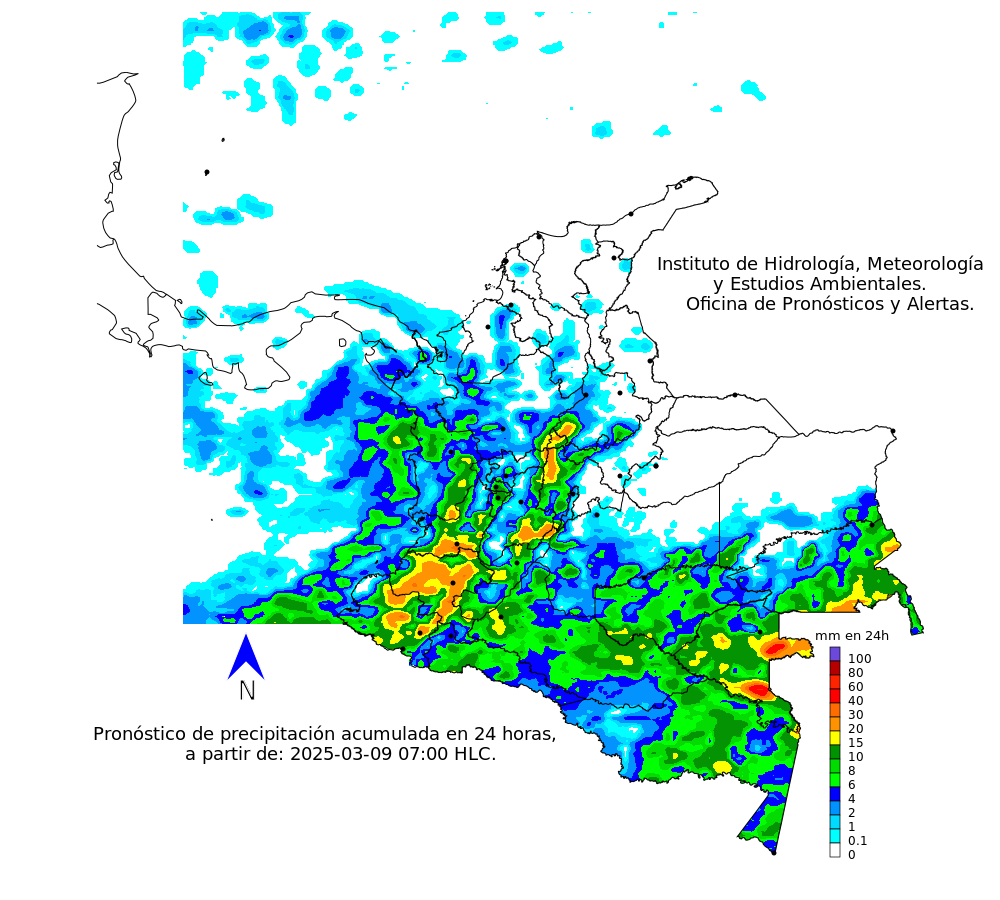 Instituto de Hidrología, Meteorología
y Estudios Ambientales.
Oficina de Pronósticos y Alertas.
mm en 24h
100
80
60
40
30
20
15
10
8
6
4
2
1
0.1
0
N
Pronóstico de precipitación acumulada en 24 horas,
a partir de: 2025-03-09 07:00 HLC.